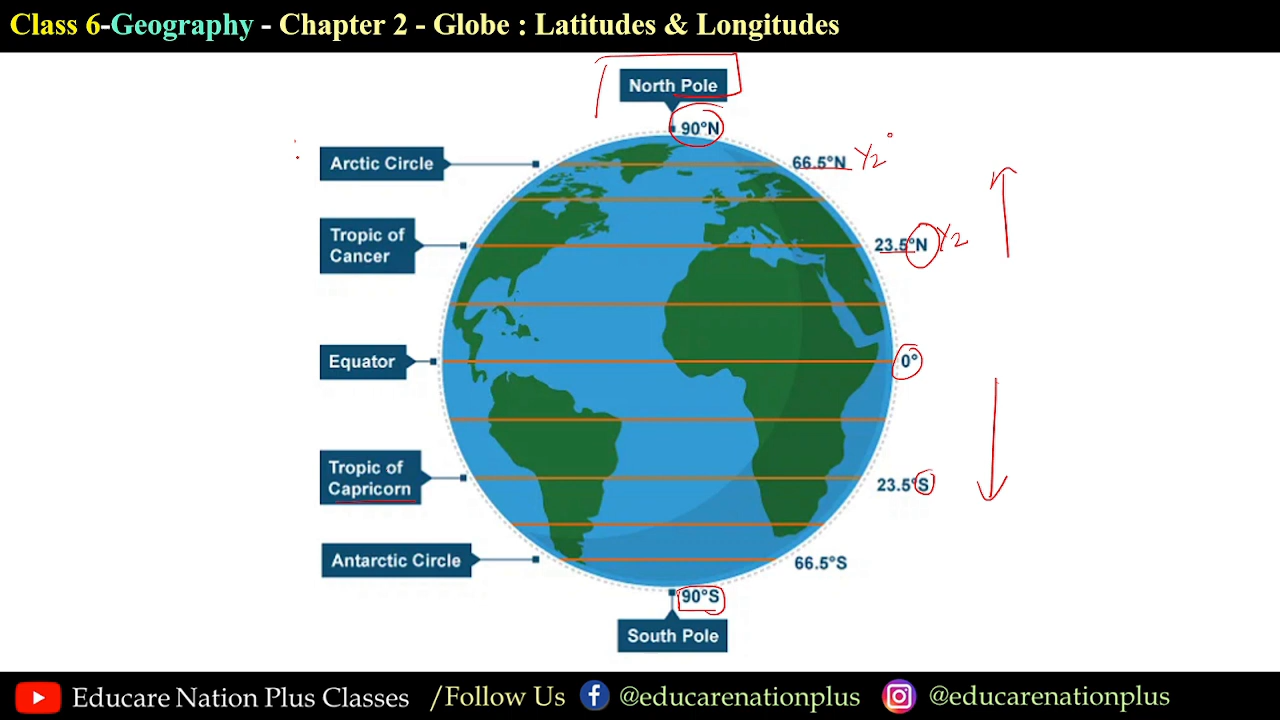 Class 6-Geography - Chapter 2 - Globe : Latitudes & Longitudes
North Pole
90°N
Arctic Circle
66.5°N
Tropic of
Cancer
23.5°N
Equator
0°
Tropic of
Capricorn
23.5°S
Antarctic Circle
66.5°S
90°S
South Pole
Educare Nation Plus Classes /Follow Us @educarenationplus @educarenationplus